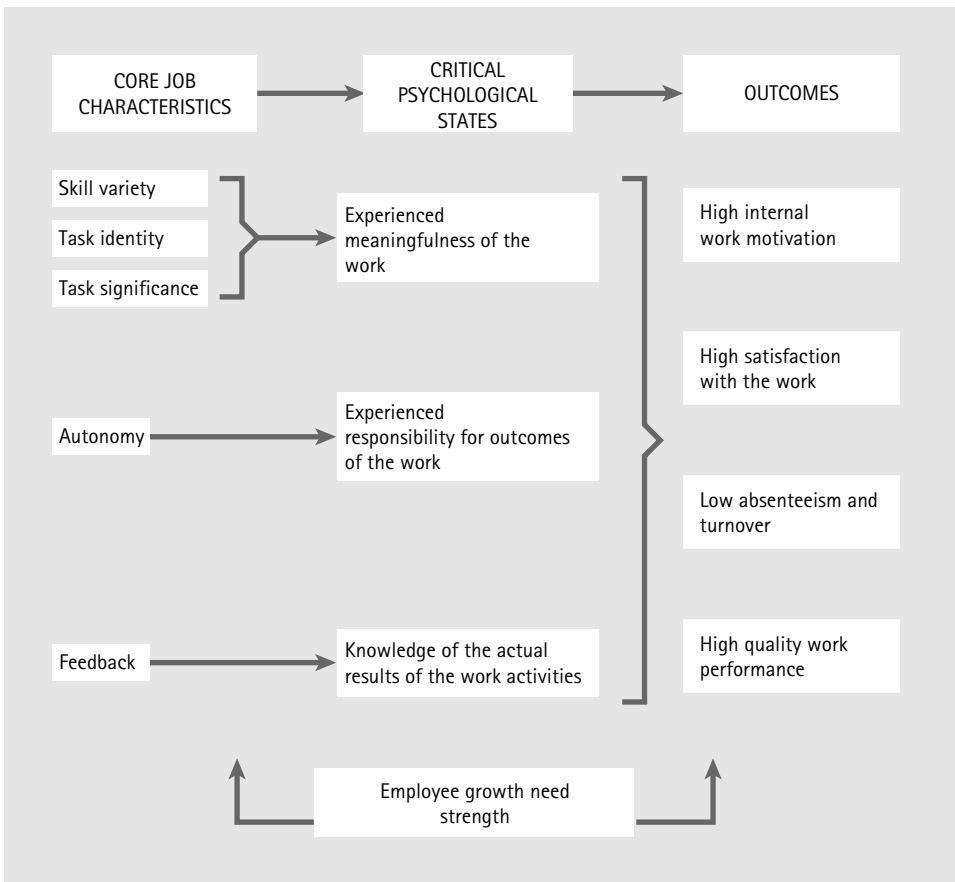 CORE JOB
CHARACTERISTICS
CRITICAL
PSYCHOLOGICAL
STATES
OUTCOMES
Skill variety
Task identity
Task significance
Experienced
meaningfulness of the
work
High internal
work motivation
High satisfaction
with the work
Autonomy
Experienced
responsibility for outcomes
of the work
Low absenteeism and
turnover
Feedback
Knowledge of the actual
results of the work activities
High quality work
performance
Employee growth need
strength